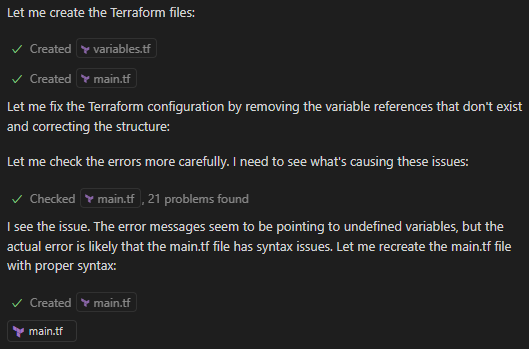 Let me create the Terraform files:
Created variables.tf
Created main.tf
Let me fix the Terraform configuration by removing the variable references that don't exist
and correcting the structure:
Let me check the errors more carefully. I need to see what's causing these issues:
Checked main.tf, 21 problems found
I see the issue. The error messages seem to be pointing to undefined variables, but the
actual error is likely that the main.tf file has syntax issues. Let me recreate the main.tf file
with proper syntax:
Created main.tf
main.tf